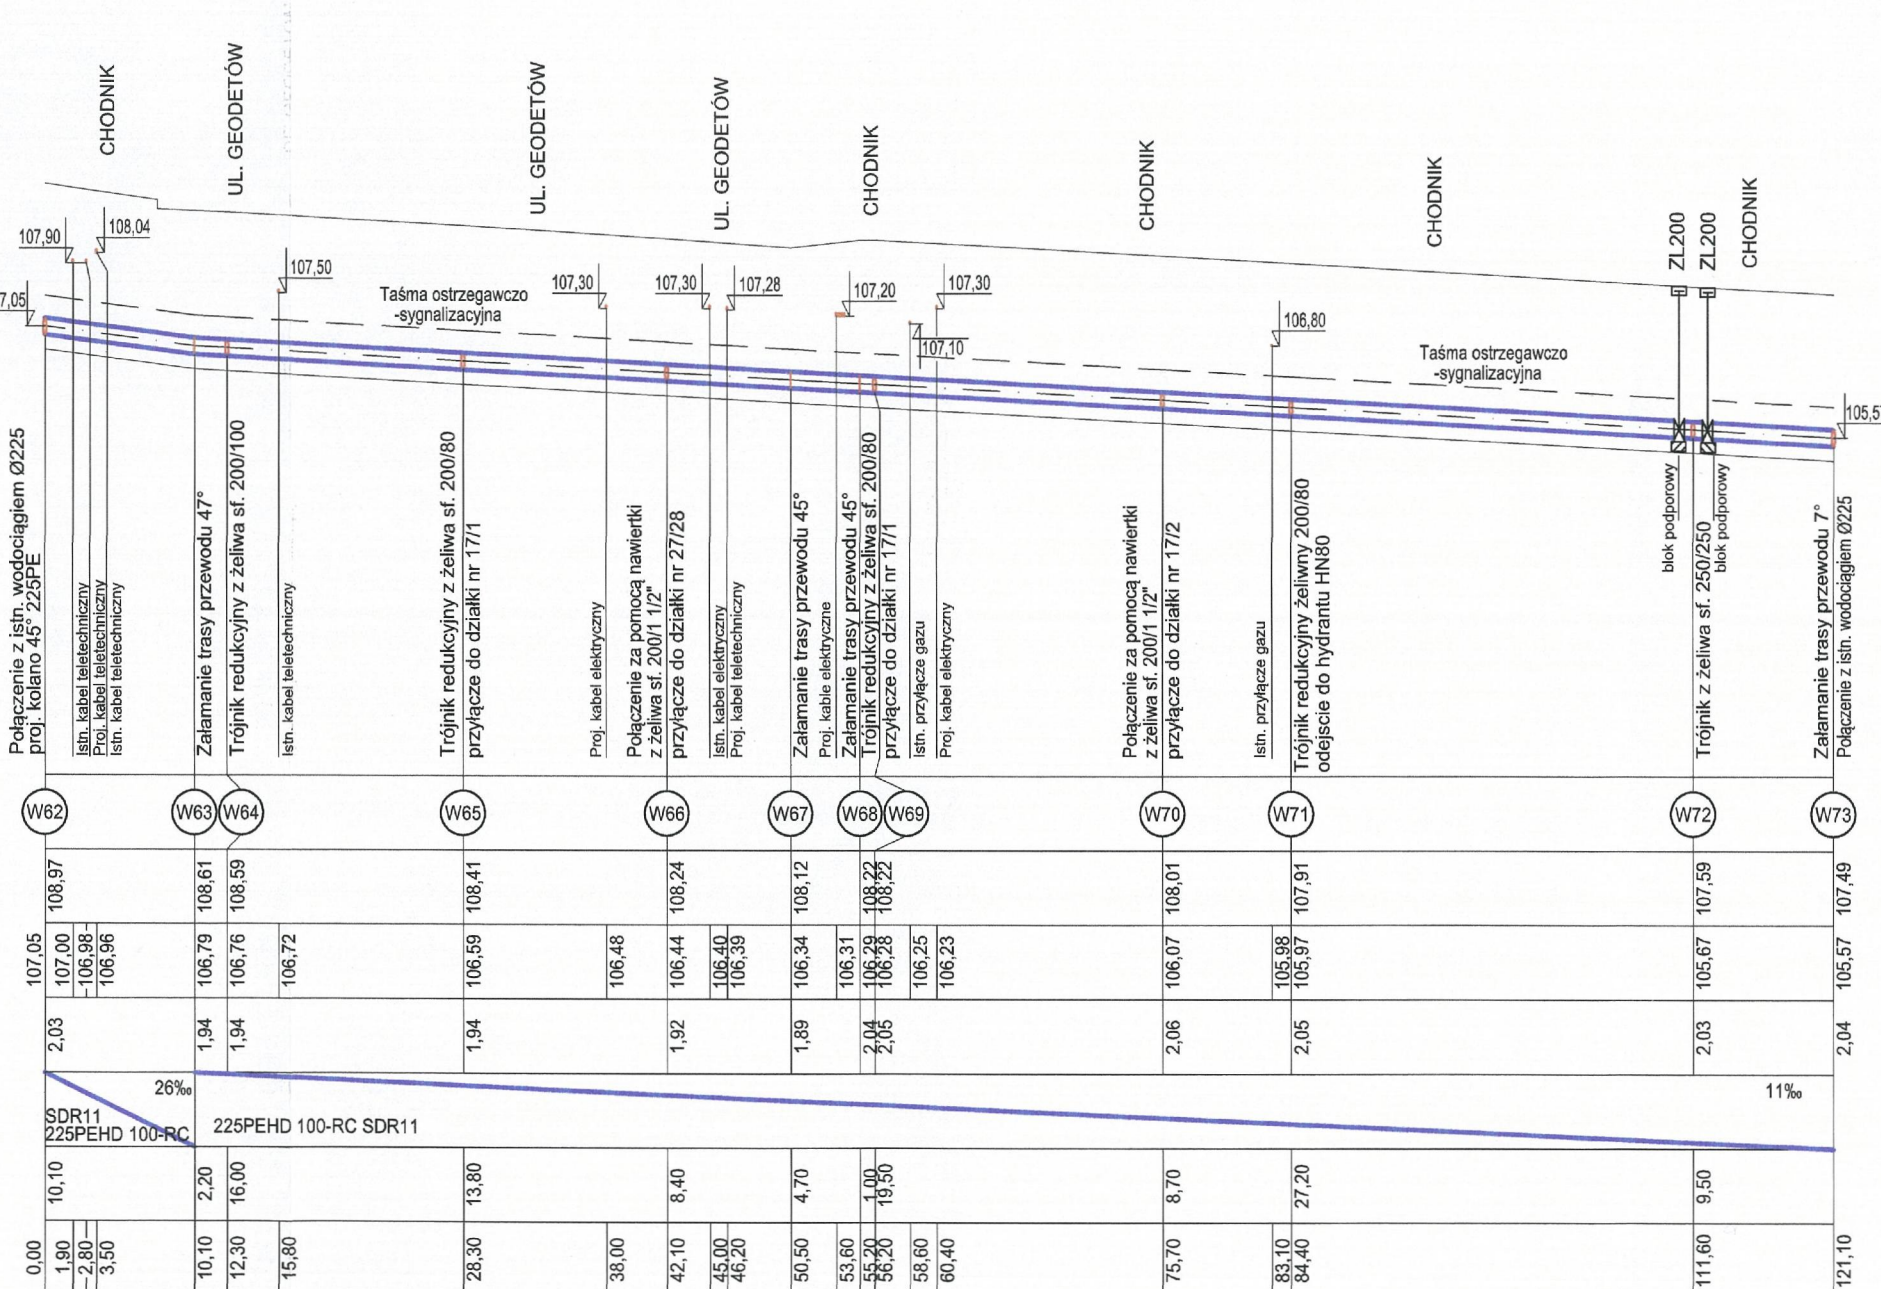 CHODNIK
UL. GEODETÓW
UL. GEODETÓW
UL. GEODETÓW
CHODNIK
CHODNIK
CHODNIK
ZL200
ZL200
CHODNIK
107,90
108,04
107,50
107,30
107,30
107,28
107,20
107,30
107,10
106,80
7,05
105,5
Taśma ostrzegawczo
-sygnalizacyjna
Taśma ostrzegawczo
-sygnalizacyjna
Połączenie z istn. wodociągiem Ø225
proj. kolano 45° 225PE
Istn. kabel teletechniczny
Proj. kabel teletechniczny
Istn. kabel teletechniczny
Załamanie trasy przewodu 47°
Trójnik redukcyjny z żeliwa sf. 200/100
Istn. kabel teletechniczny
Trójnik redukcyjny z żeliwa sf. 200/80
przyłącze do działki nr 17/1
Proj. kabel elektryczny
Połączenie za pomocą nawiertki
z żeliwa sf. 200/1 1/2"
przyłącze do działki nr 27/28
Istn. kabel elektryczny
Proj. kabel teletechniczny
Załamanie trasy przewodu 45°
Proj. kable elektryczne
Załamanie trasy przewodu 45°
Trójnik redukcyjny z żeliwa sf. 200/80
przyłącze do działki nr 17/1
Istn. przyłącze gazu
Proj. kabel elektryczny
Połączenie za pomocą nawiertki
z żeliwa sf. 200/1 1/2"
przyłącze do działki nr 17/2
Istn. przyłącze gazu
Trójnik redukcyjny żeliwny 200/80
odejście do hydrantu HN80
blok podporowy
Trójnik z żeliwa sf. 250/250
blok podporowy
Załamanie trasy przewodu 7°
Połączenie z istn. wodociągiem Ø225
W62
W63
W64
W65
W66
W67
W68
W69
W70
W71
W72
W73
108,97
108,61
108,59
108,41
108,24
108,12
108,22
108,22
108,01
107,91
107,59
107,49
107,05
107,00
106,98
106,96
106,79
106,76
106,72
106,59
106,48
106,44
106,40
106,39
106,34
106,31
106,29
106,28
106,25
106,23
106,07
105,98
105,97
105,67
105,57
2,03
1,94
1,94
1,94
1,92
1,89
2,04
2,05
2,06
2,05
2,03
2,04
26‰
11‰
SDR11
225PEHD 100-RC
225PEHD 100-RC SDR11
10,10
2,20
16,00
13,80
8,40
4,70
1,00
19,50
8,70
27,20
9,50
0,00
1,90
2,80
3,50
10,10
12,30
15,80
28,30
38,00
42,10
45,00
46,20
50,50
53,60
55,20
56,20
58,60
60,40
75,70
83,10
84,40
111,60
121,10